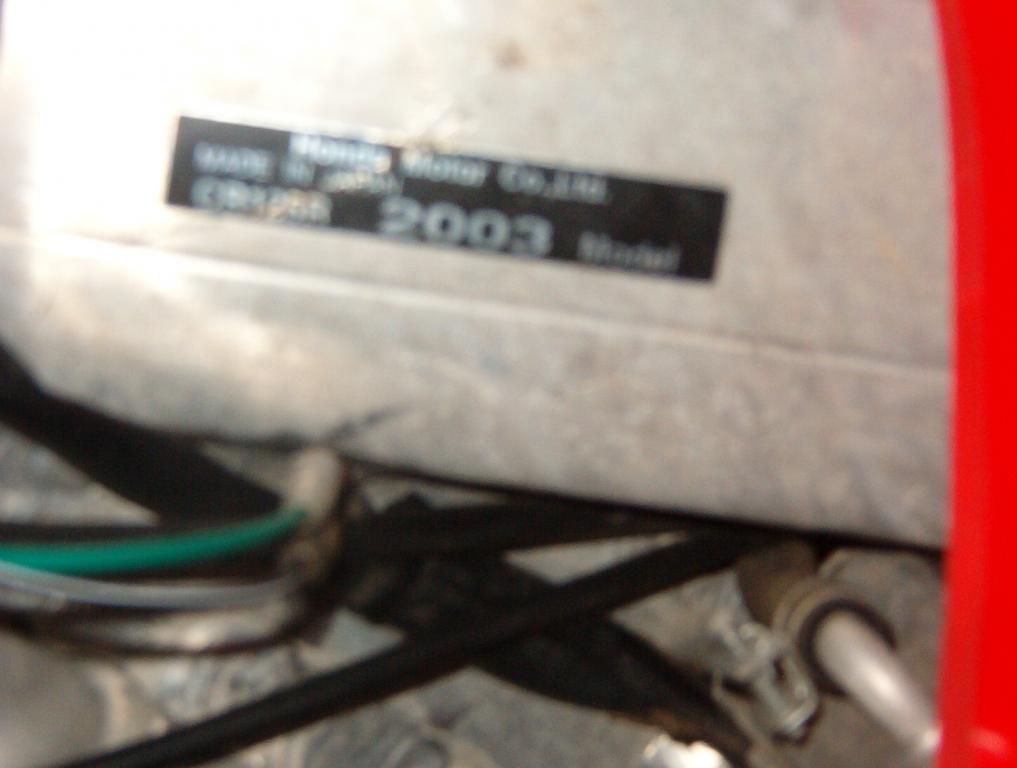 Honda Motor Co.,Ltd.
MADE IN JAPAN
2003 Model